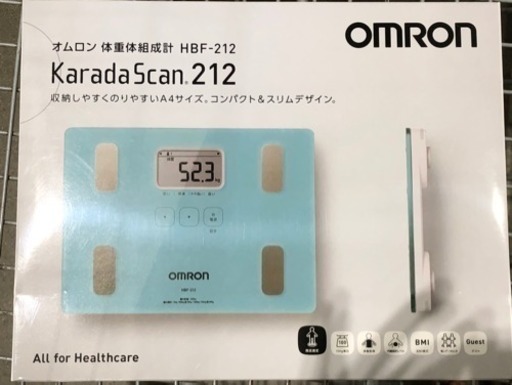 オムロン 体重体組成計 HBF-212
OMRON
KaradaScan®212
収納しやすくのりやすいA4サイズ。コンパクト&スリムデザイン。
52.3
kg
OMRON
HBF-212
BMI
Guest
All for Healthcare